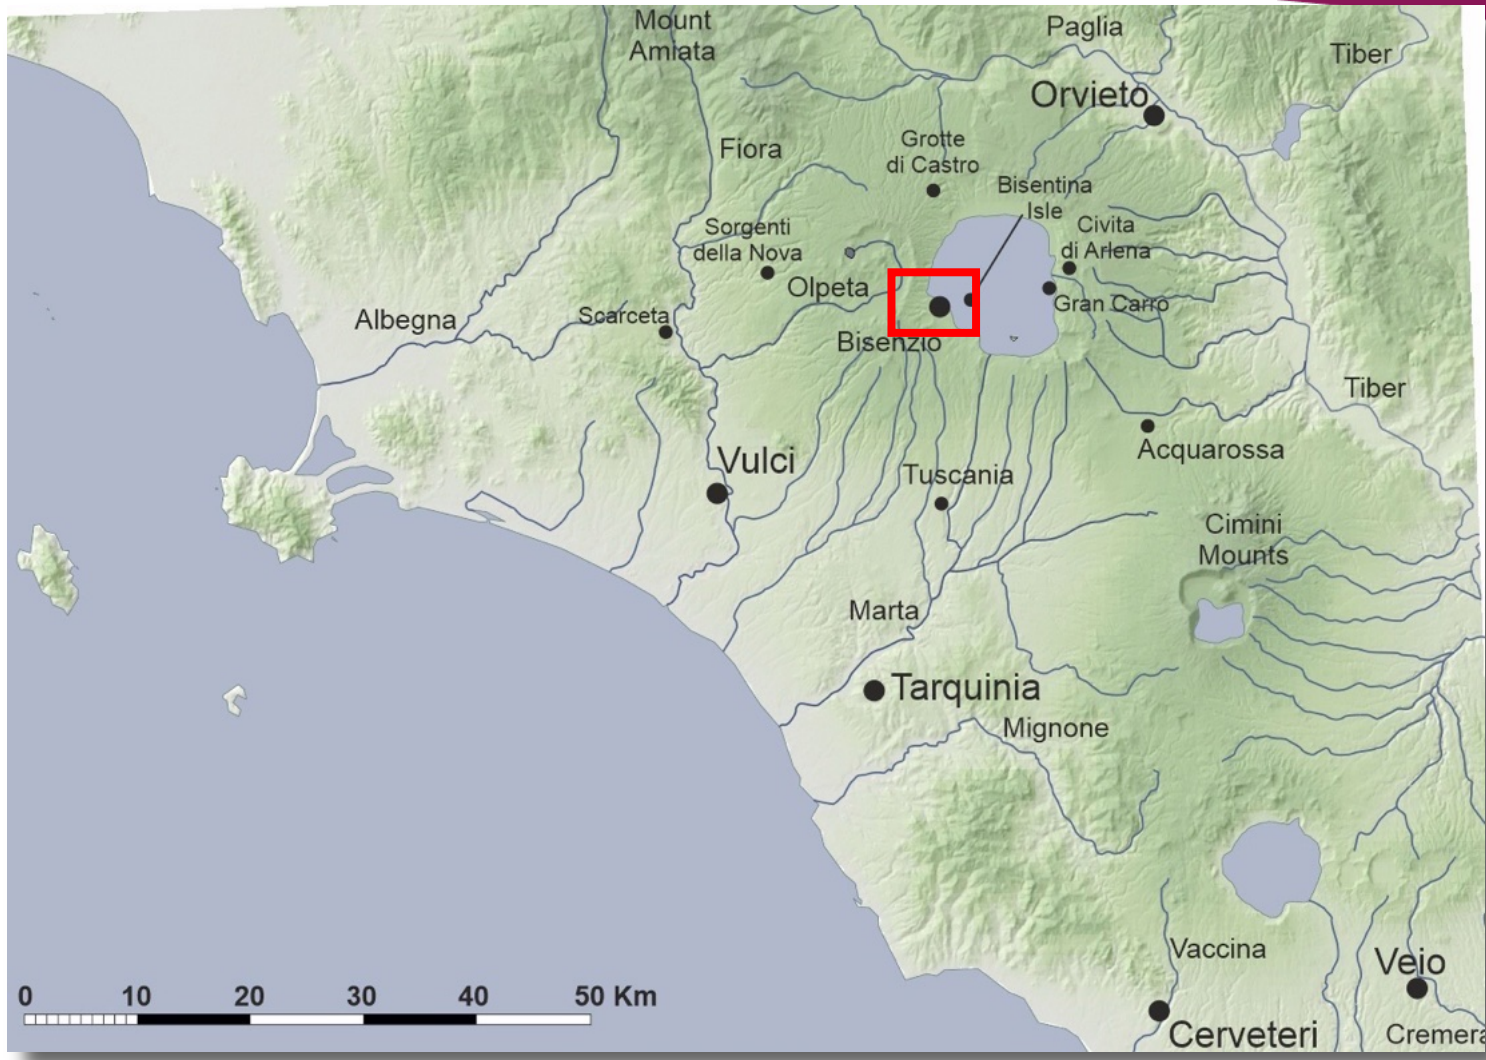 Mount
Amiata
Paglia
Tiber
Orvieto
Fiora
Grotte
di Castro
Bisentina
Isle
Sorgenti
della Nova
Civita
di Arlena
Olpeta
Gran Carro
Albegna
Scarceta
Bisenzio
Tiber
Acquarossa
Vulci
Tuscania
Cimini
Mounts
Marta
Tarquinia
Mignone
Vaccina
Veio
0 10 20 30 40 50 Km
Cerveteri
Cremera